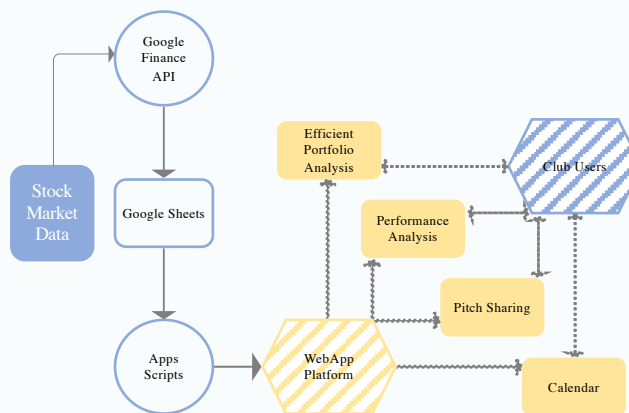 Google
Finance
API
Efficient
Portfolio
Analysis
Club Users
Stock
Market
Data
Google Sheets
Performance
Analysis
Pitch Sharing
Apps
Scripts
WebApp
Platform
Calendar